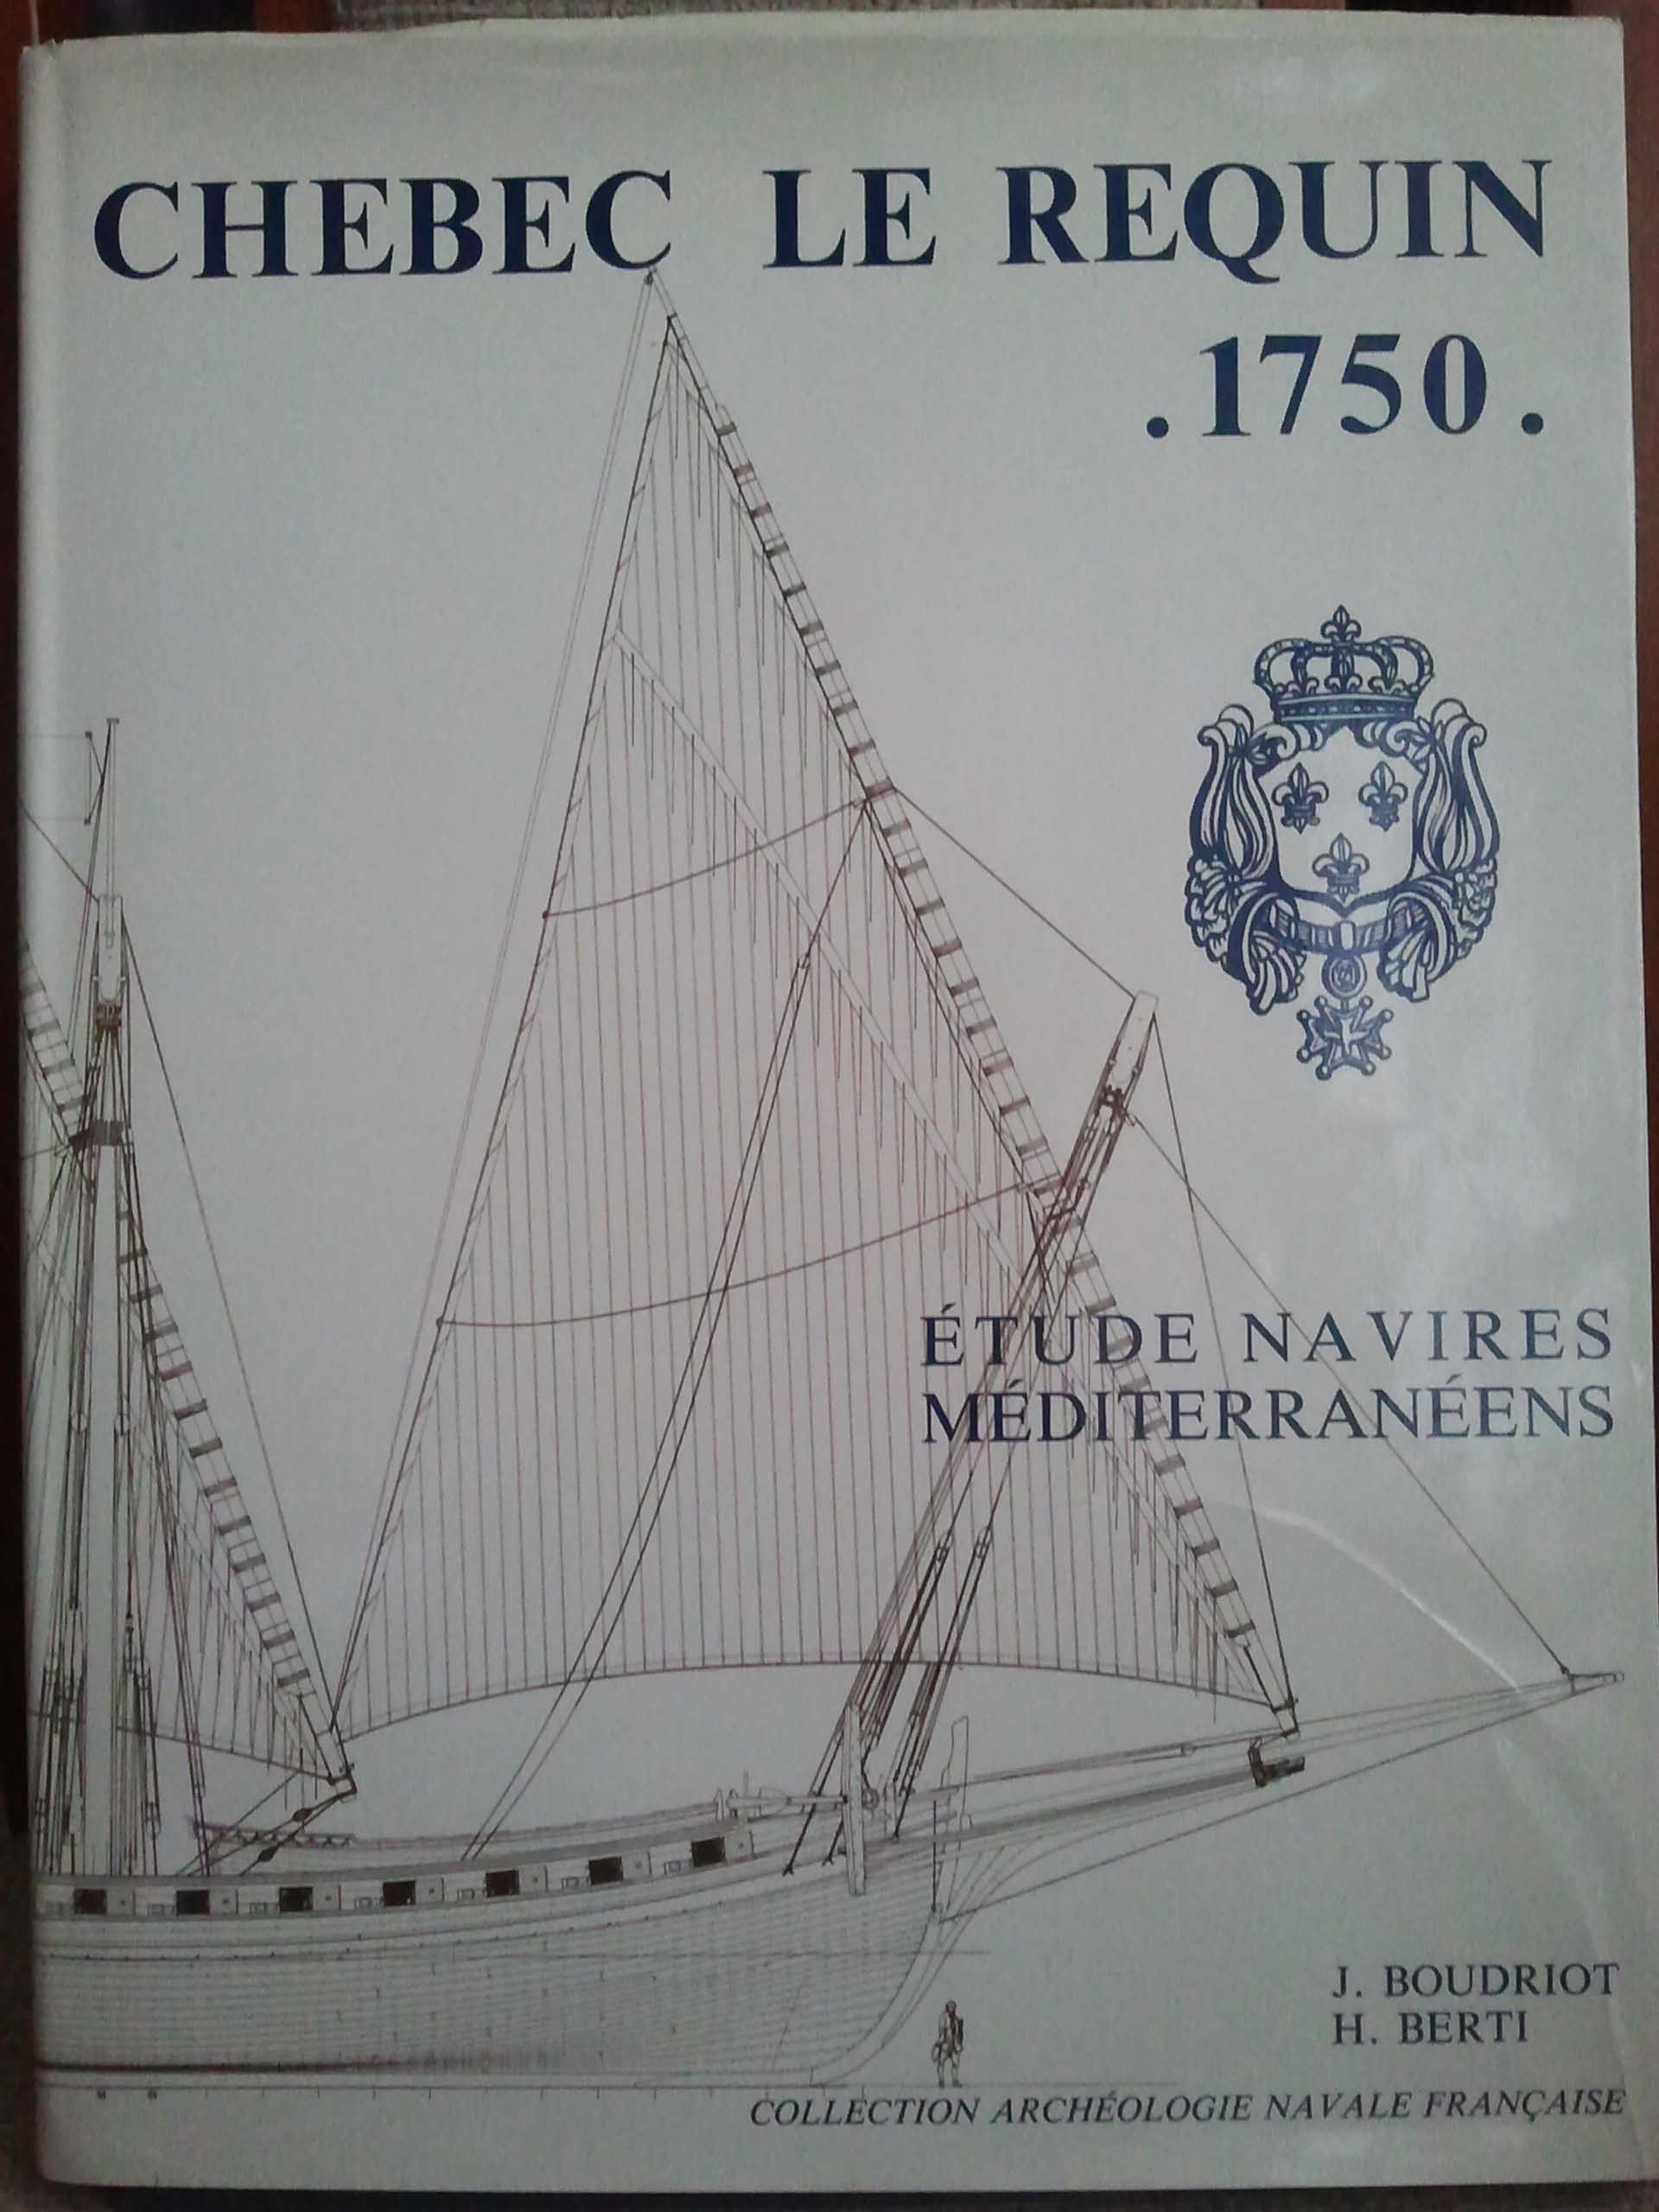 CHEBEC LE REQUIN
.1750.
ÉTUDE NAVIRES
MÉDITERRANÉENS
J. BOUDRIOT
H. BERTI
COLLECTION ARCHÉOLOGIE NAVALE FRANÇAISE